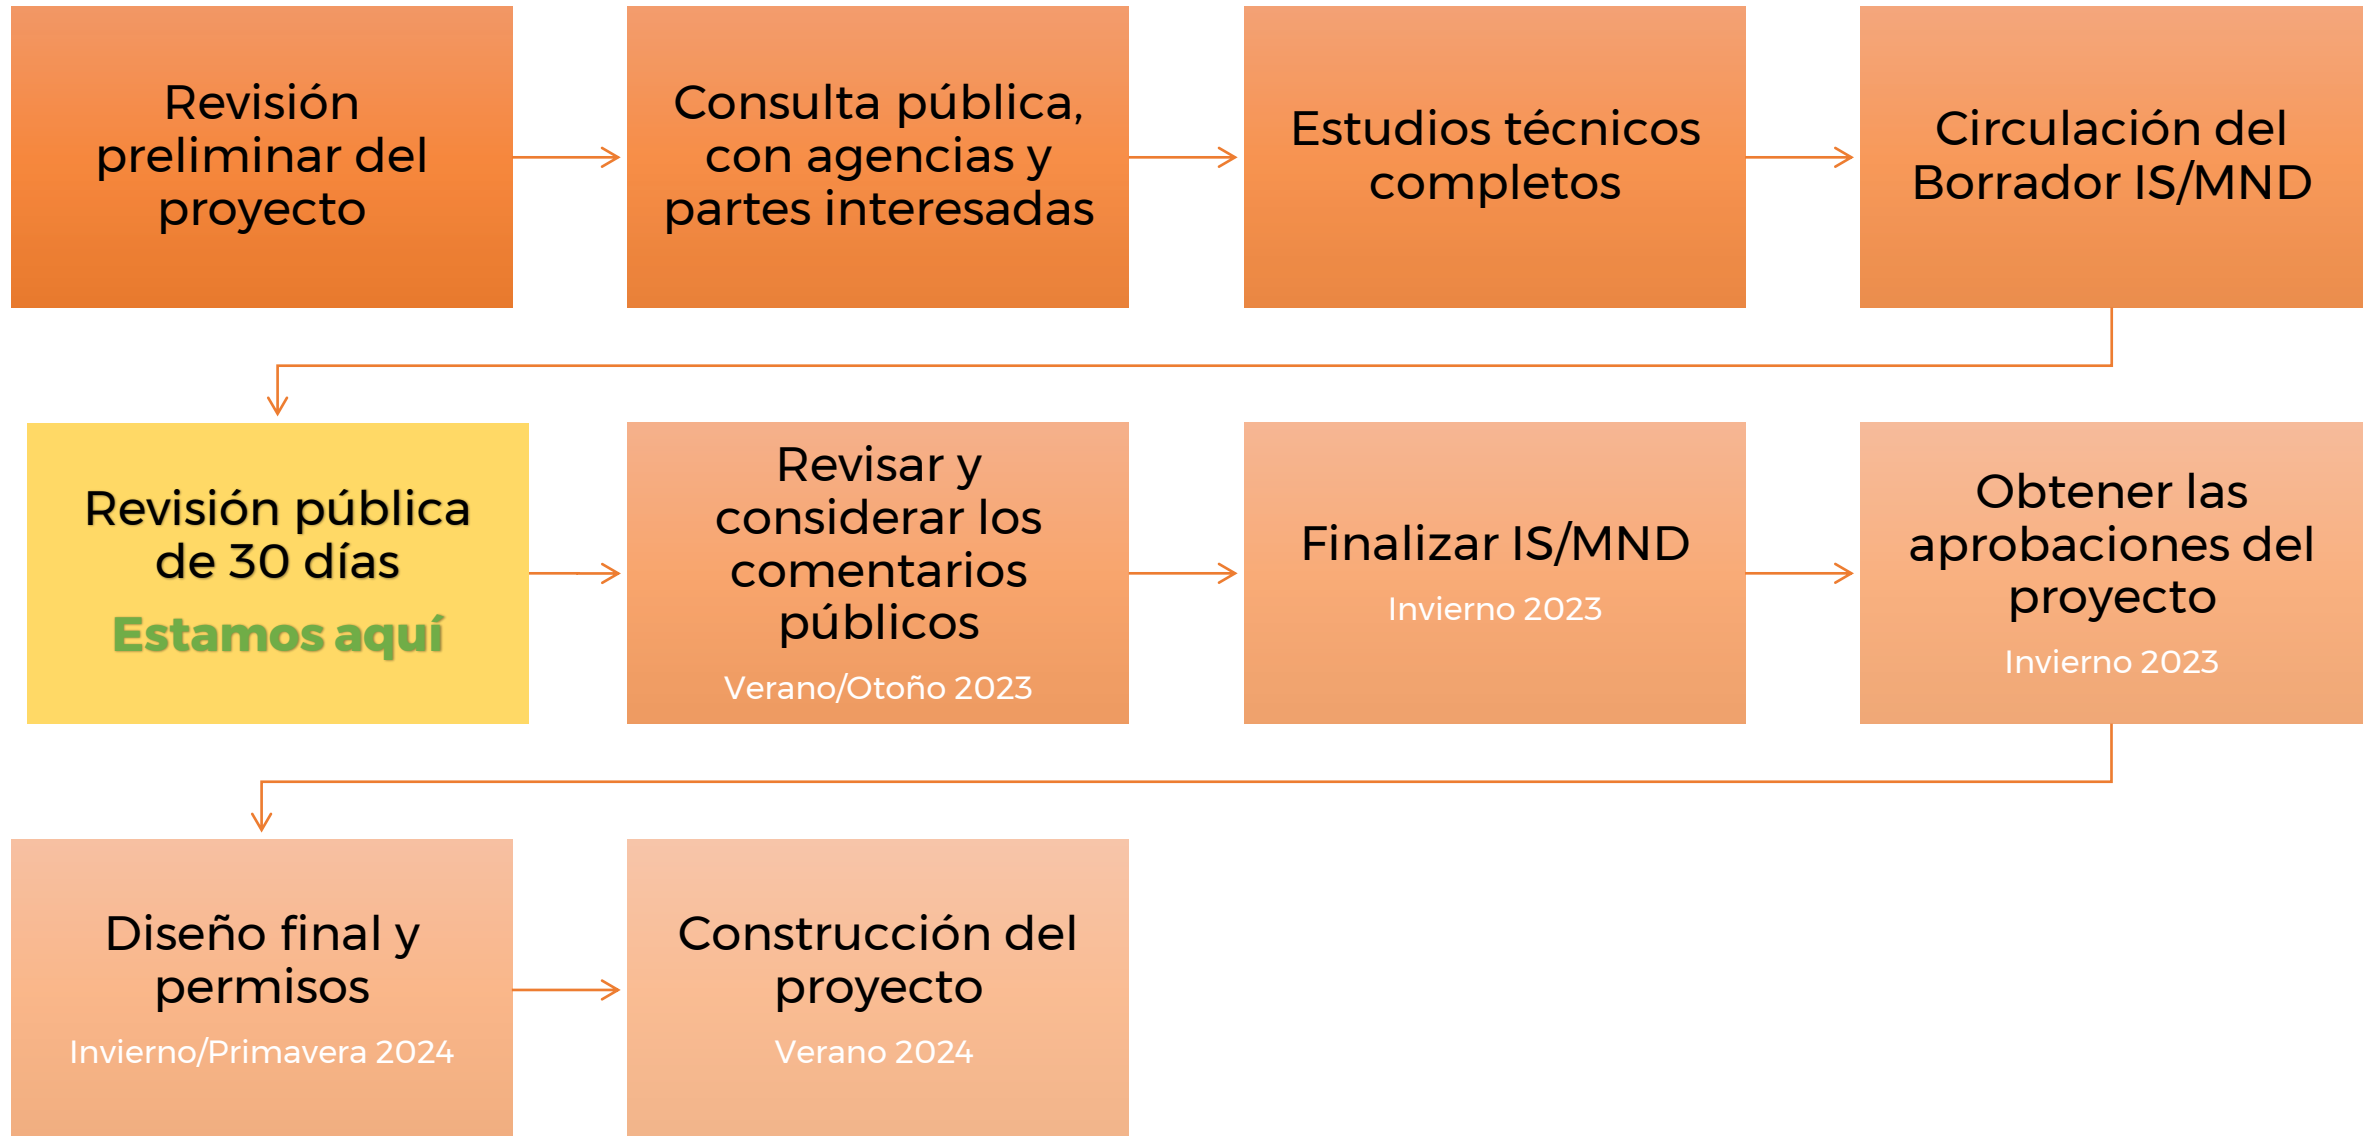 Revisión
preliminar del
proyecto
Consulta pública,
con agencias y
partes interesadas
Estudios técnicos
completos
Circulación del
Borrador IS/MND
Revisión pública
de 30 días
Estamos aquí
Revisar y
considerar los
comentarios
públicos
Verano/Otoño 2023
Finalizar IS/MND
Invierno 2023
Obtener las
aprobaciones del
proyecto
Invierno 2023
Diseño final y
permisos
Invierno/Primavera 2024
Construcción del
proyecto
Verano 2024